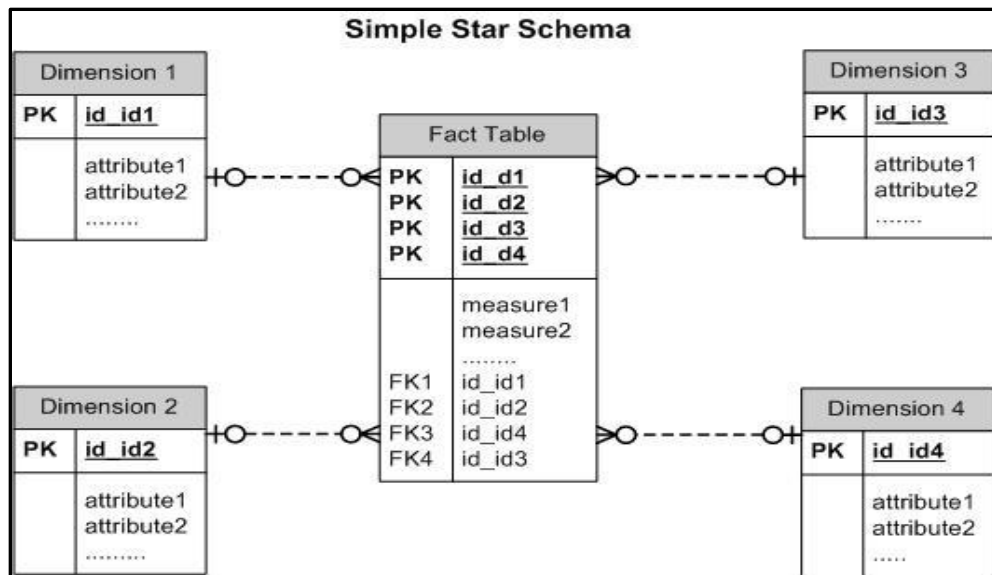 Simple Star Schema
Dimension 1
PK id_id1
attribute1
attribute2
........
Dimension 2
PK id_id2
attribute1
attribute2
.........
Fact Table
PK id_d1
PK id_d2
PK id_d3
PK id_d4
measure1
measure2
........
FK1 id_id1
FK2 id_id2
FK3 id_id4
FK4 id_id3
Dimension 3
PK id_id3
attribute1
attribute2
.......
Dimension 4
PK id_id4
attribute1
attribute2
.....